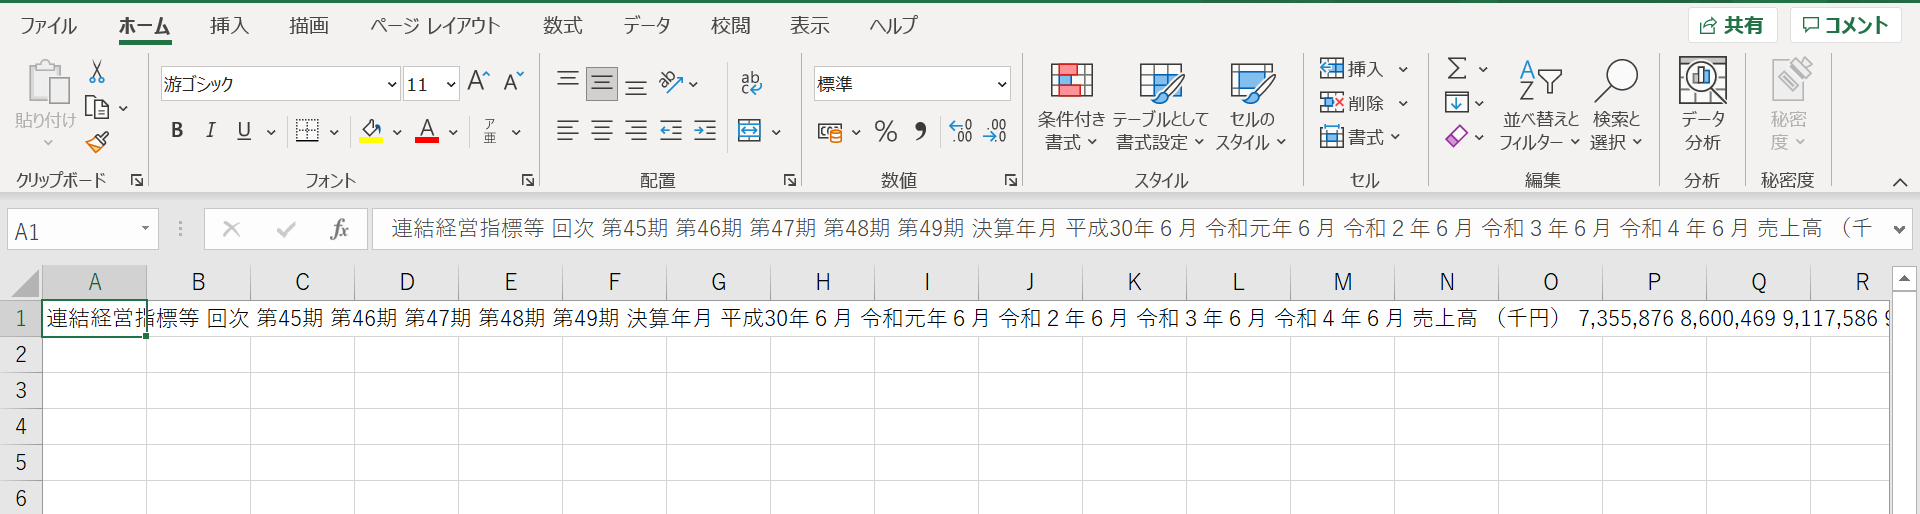 ファイル ホーム 挿入 描画 ページ レイアウト 数式 データ 校閲 表示 ヘルプ 共有 コメント
貼り付け
クリップボード
游ゴシック 11 A A
B I U A ア 亜
フォント
ab c
配置
標準
% 9 .0 .00 .00 .0
数値
条件付き 書式 テーブルとして 書式設定 セルの スタイル
スタイル
挿入
削除
書式
セル
Σ
A Z
並べ替えと フィルター 検索と 選択
編集
データ 分析
分析
秘密 度
秘密度
A1 fx 連結経営指標等 回次 第45期 第46期 第47期 第48期 第49期 決算年月 平成30年６月 令和元年６月 令和２年６月 令和３年６月 令和４年６月 売上高 （千
A B C D E F G H I J K L M N O P Q R
1 連結経営指標等 回次 第45期 第46期 第47期 第48期 第49期 決算年月 平成30年６月 令和元年６月 令和２年６月 令和３年６月 令和４年６月 売上高 （千円） 7,355,876 8,600,469 9,117,586
2
3
4
5
6